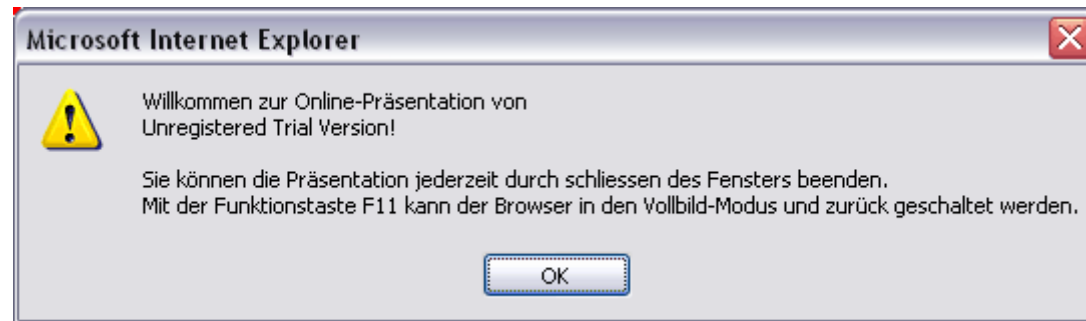 Microsoft Internet Explorer
Willkommen zur Online-Präsentation von
Unregistered Trial Version!
Sie können die Präsentation jederzeit durch schliessen des Fensters beenden.
Mit der Funktionstaste F11 kann der Browser in den Vollbild-Modus und zurück geschaltet werden.
OK